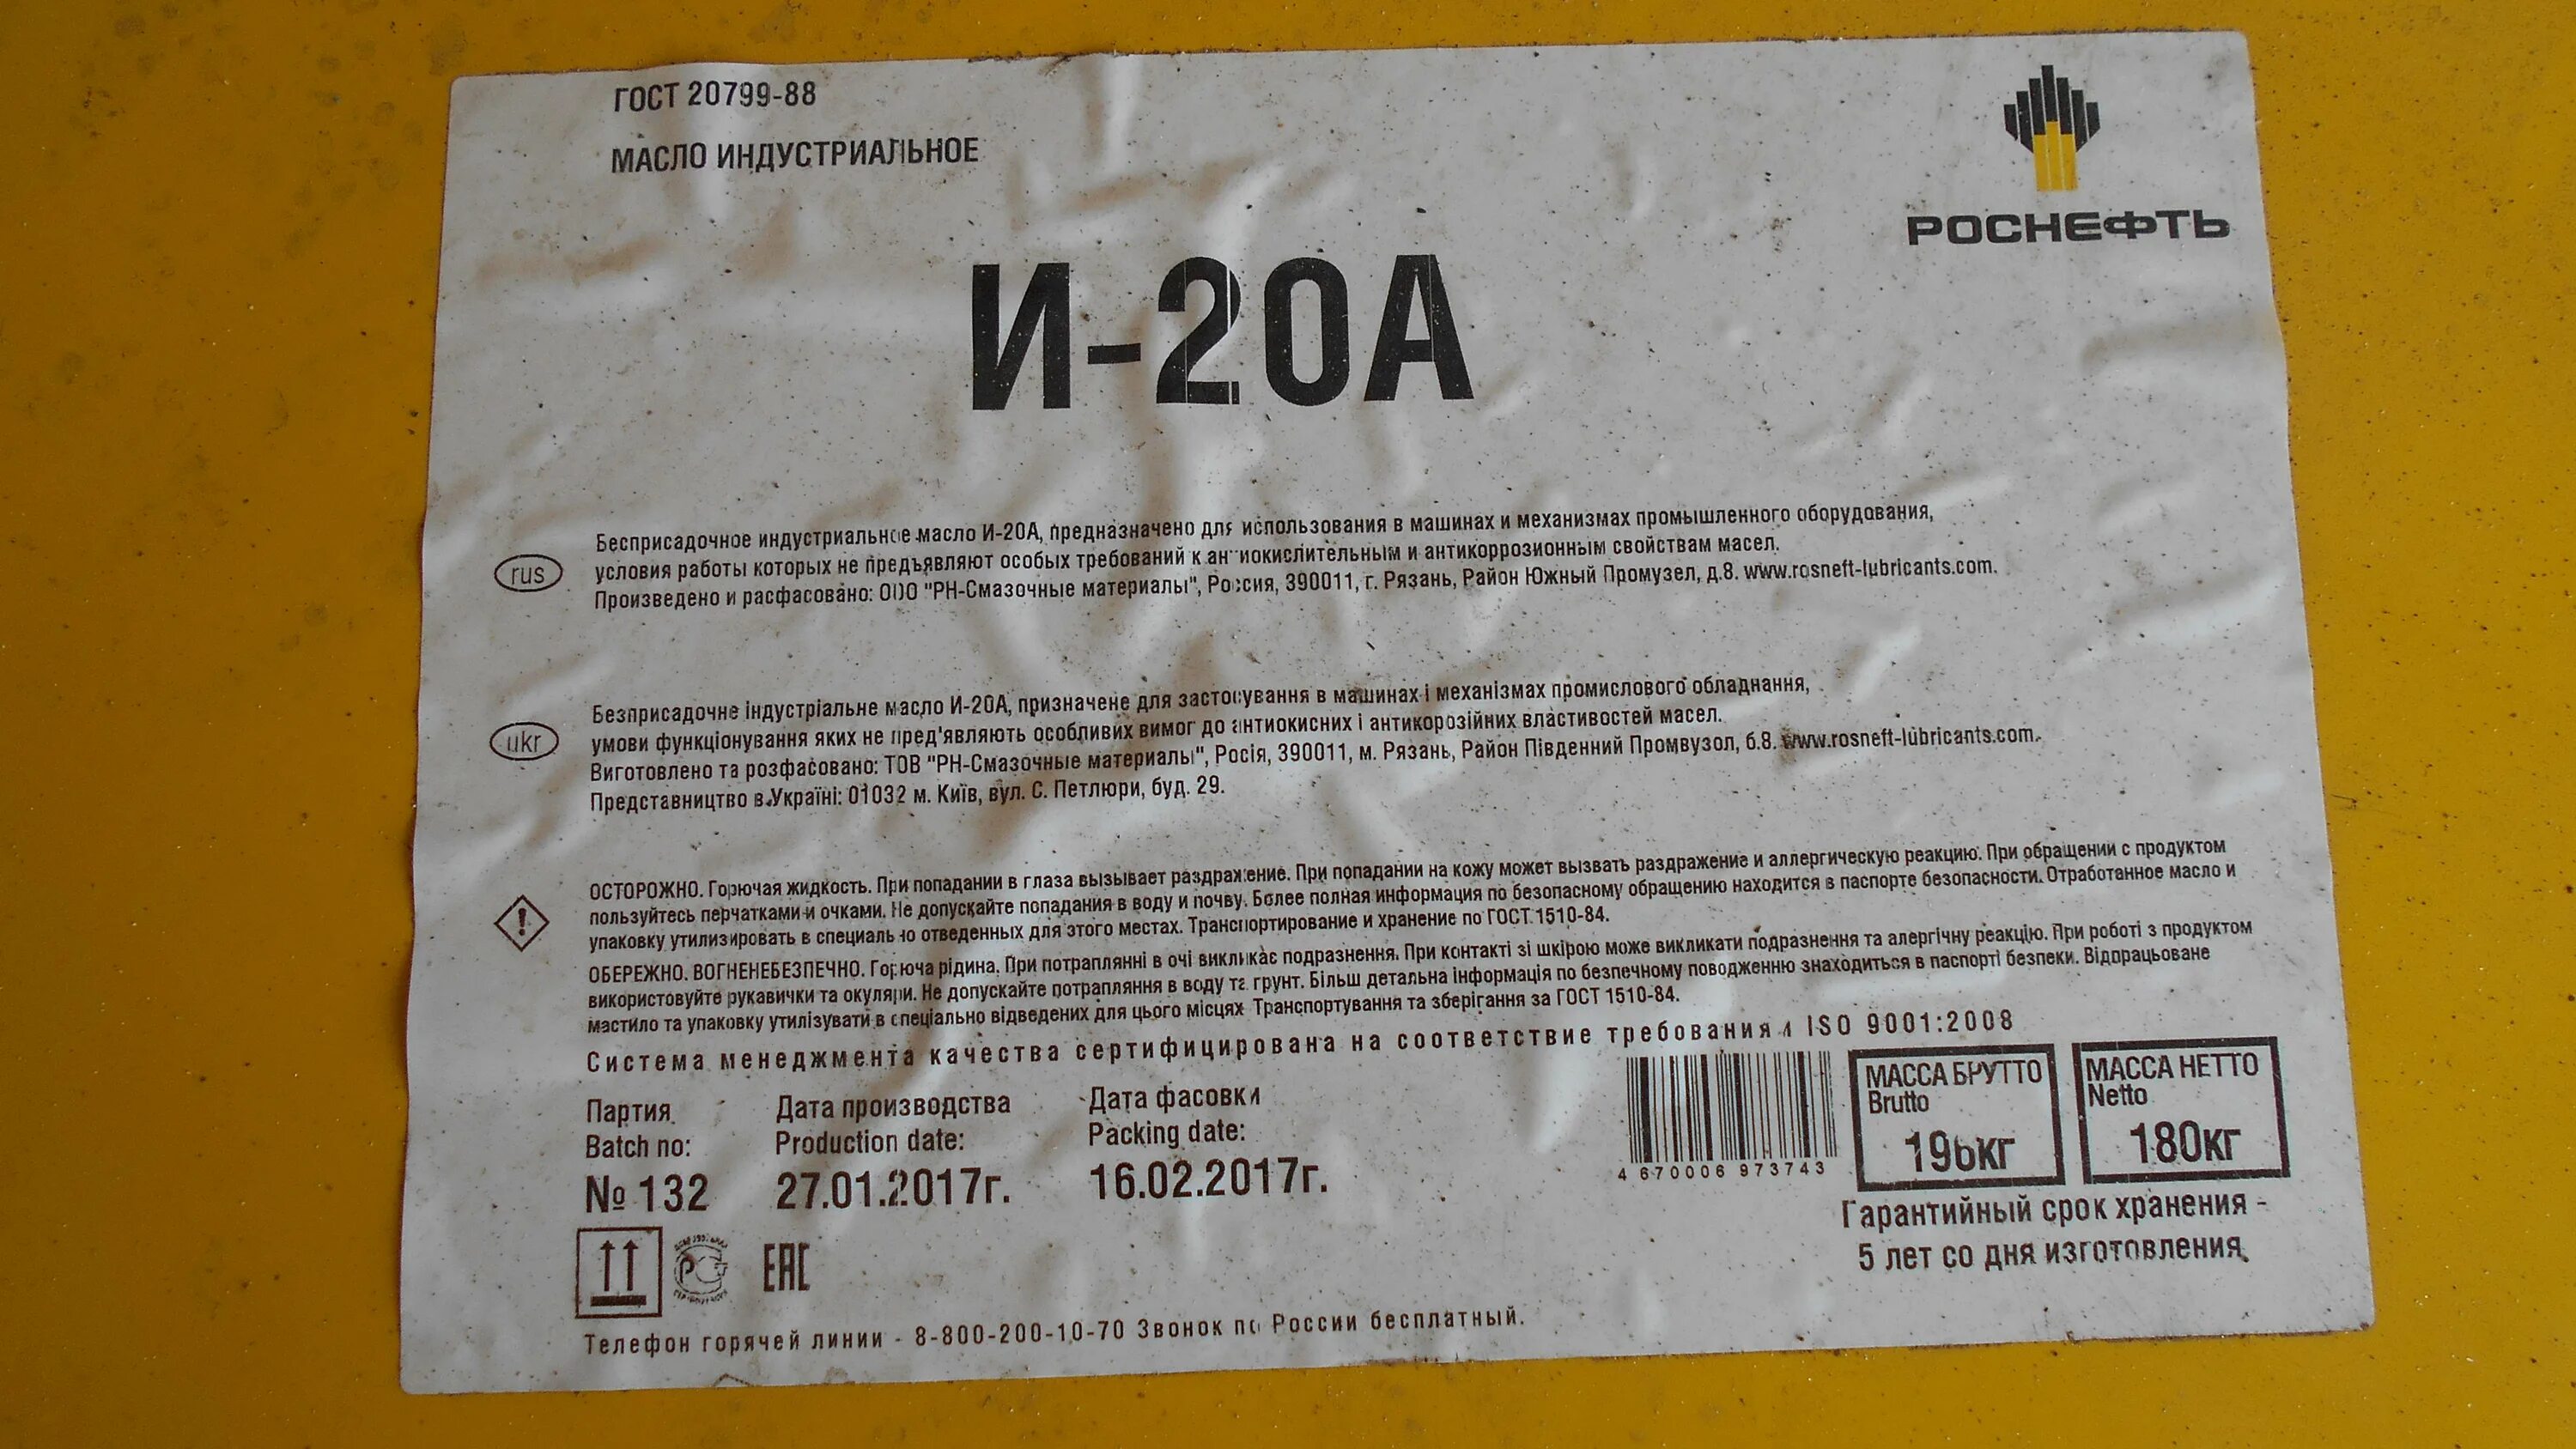 ГОСТ 20799-88
МАСЛО ИНДУСТРИАЛЬНОЕ
РОСНЕФТЬ
И-20А
rus
Бесприсадочное индустриальное масло И-20А, предназначено для использования в машинах и механизмах промышленного оборудования,
условия работы которых не предъявляют особых требований к антиокислительным и антикоррозионным свойствам масел.
Произведено и расфасовано: ООО "РН-Смазочные материалы", Россия, 390011, г. Рязань, Район Южный Промузел, д.8. www.rosneft-lubricants.com.
ukr
Безприсадочне індустріальне масло И-20А, призначене для застосування в машинах і механізмах промислового обладнання,
умови функціонування яких не пред'являють особливих вимог до антиокисних і антикорозійних властивостей масел.
Виготовлено та розфасовано: ТОВ "РН-Смазочные материалы", Росія, 390011, м. Рязань, Район Південний Промвузол, б.8. www.rosneft-lubricants.com.
Представництво в Україні: 01032 м. Київ, вул. С. Петлюри, буд. 29.
ОСТОРОЖНО. Горючая жидкость. При попадании в глаза вызывает раздражение. При попадании на кожу может вызвать раздражение и аллергическую реакцию. При обращении с продуктом
пользуйтесь перчатками и очками. Не допускайте попадания в воду и почву. Более полная информация по безопасному обращению находится в паспорте безопасности. Отработанное масло и
упаковку утилизировать в специально отведенных для этого местах. Транспортирование и хранение по ГОСТ 1510-84.
ОБЕРЕЖНО. ВОГНЕНЕБЕЗПЕЧНО. Горюча рідина. При потраплянні в очі викликає подразнення. При контакті зі шкірою може викликати подразнення та алергічну реакцію. При роботі з продуктом
використовуйте рукавички та окуляри. Не допускайте потрапляння в воду та грунт. Більш детальна інформація по безпечному поводженню знаходиться в паспорті безпеки. Відпрацьоване
мастило та упаковку утилізувати в спеціально відведених для цього місцях Транспортування та зберігання за ГОСТ 1510-84.
Система менеджмента качества сертифицирована на соответствие требования и ISO 9001:2008
Партия Дата производства Дата фасовки
Batch no: Production date: Packing date:
№ 132 27.01.2017г. 16.02.2017г.
4 670006 973743
МАССА БРУТТО
Brutto
196кг
МАССА НЕТТО
Netto
180кг
Гарантийный срок хранения -
5 лет со дня изготовления.
РСТ
EAC
Телефон горячей линии - 8-800-200-10-70 Звонок по России бесплатный.